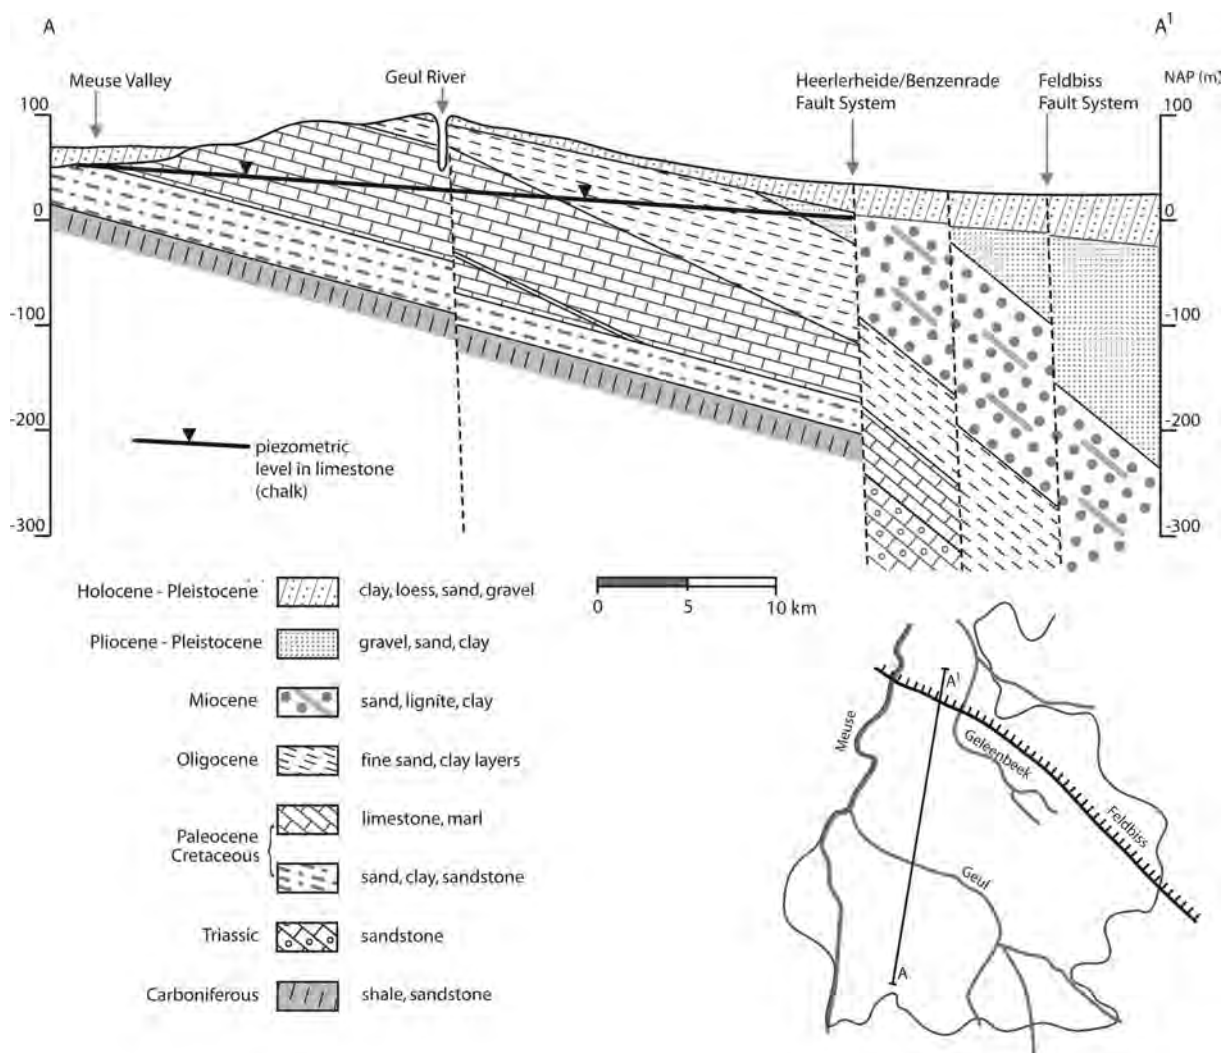 A
A¹
Meuse Valley
Geul River
Heerlerheide/Benzenrade
Fault System
Feldbiss
Fault System
NAP (m)
100
0
-100
-200
-300
100
0
-100
-200
-300
piezometric
level in limestone
(chalk)
Holocene - Pleistocene
clay, loess, sand, gravel
Pliocene - Pleistocene
gravel, sand, clay
Miocene
sand, lignite, clay
Oligocene
fine sand, clay layers
Paleocene
Cretaceous
limestone, marl
sand, clay, sandstone
Triassic
sandstone
Carboniferous
shale, sandstone
0
5
10 km
A¹
Meuse
Geleenbeek
Feldbiss
Geul
A